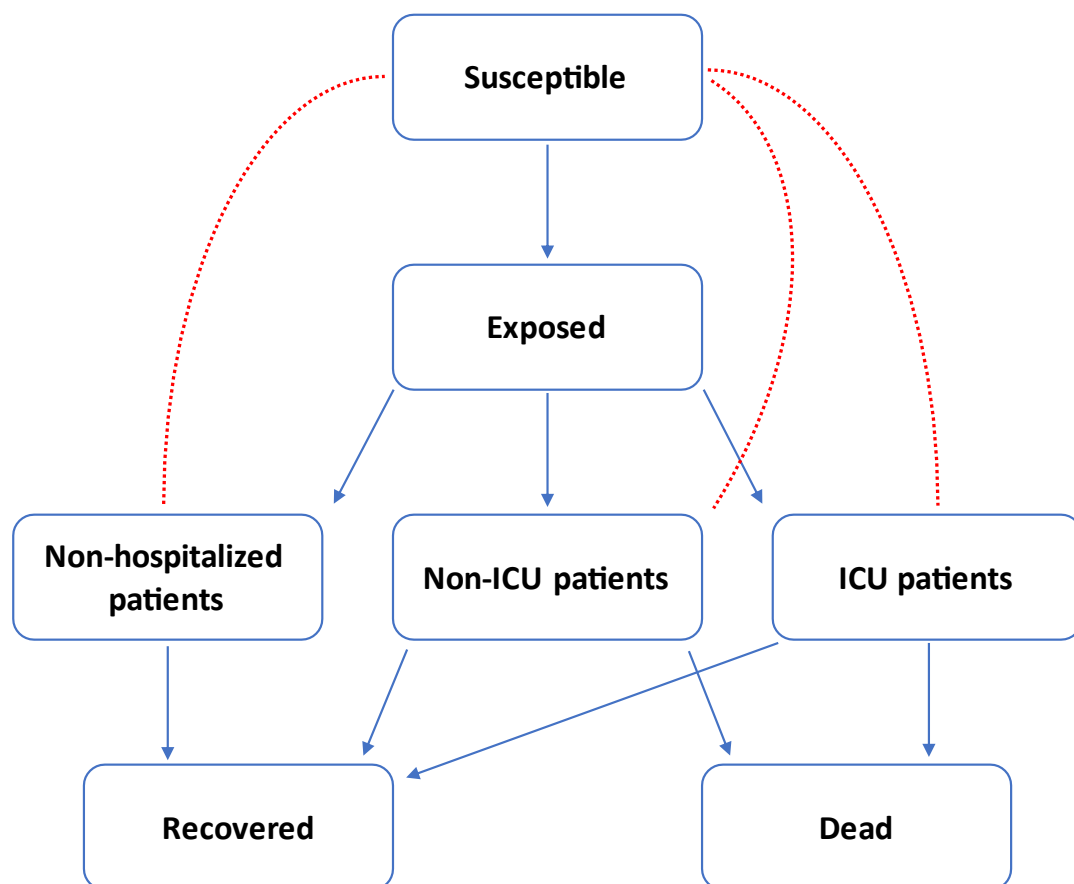 Susceptible
Exposed
Non-hospitalized
patients
Non-ICU patients
ICU patients
Recovered
Dead